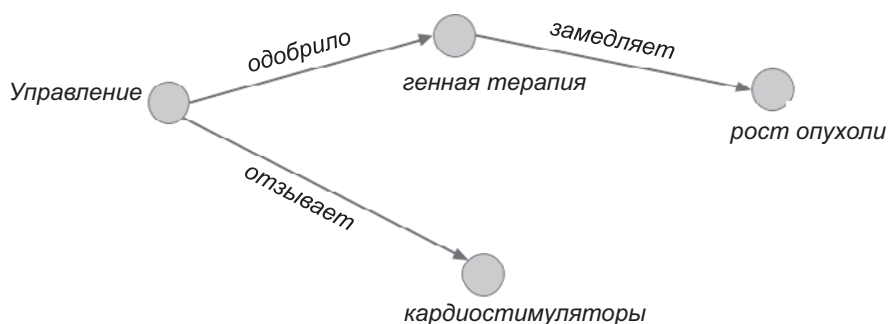 замедляет
одобрило
генная терапия
Управление
рост опухоли
отзывает
кардиостимуляторы